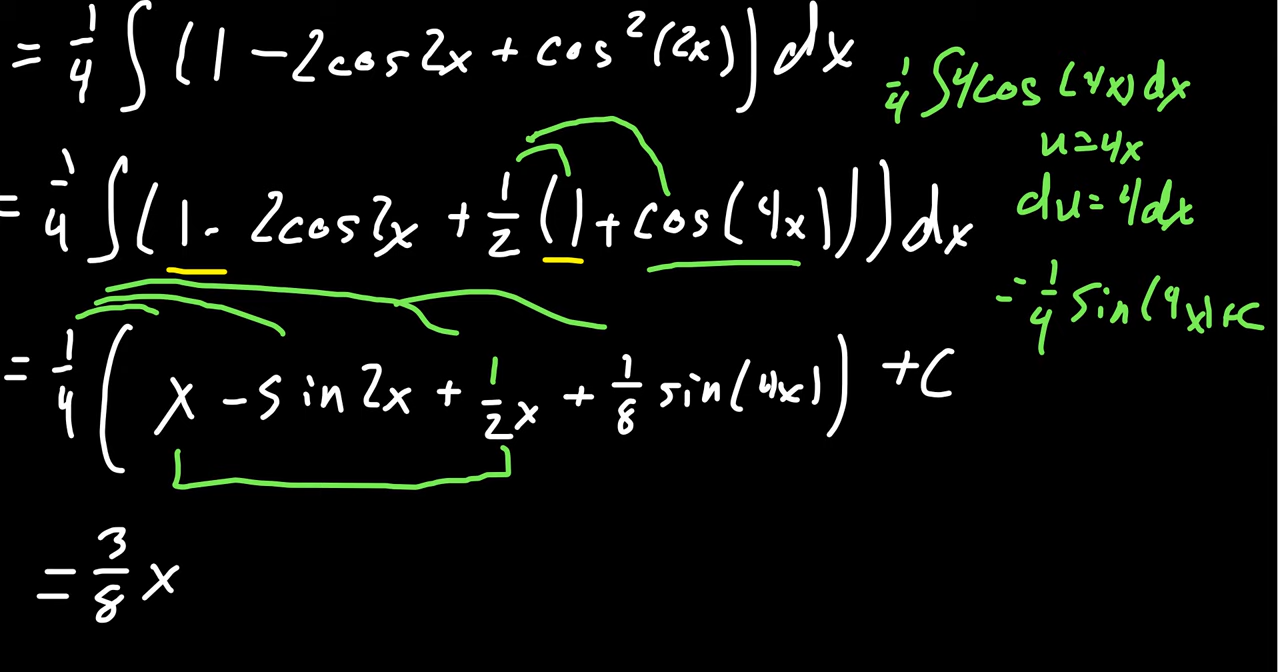 = 1/4 ∫ (1 - 2cos2x + cos²(2x)) dx
= 1/4 ∫ (1 - 2cos2x + 1/2 (1 + cos(4x))) dx
= 1/4 ( x - sin2x + 1/2 x + 1/8 sin(4x) ) + C
= 3/8 x
1/4 ∫ 4cos(4x) dx
u = 4x
du = 4dx
= 1/4 sin(4x) + C